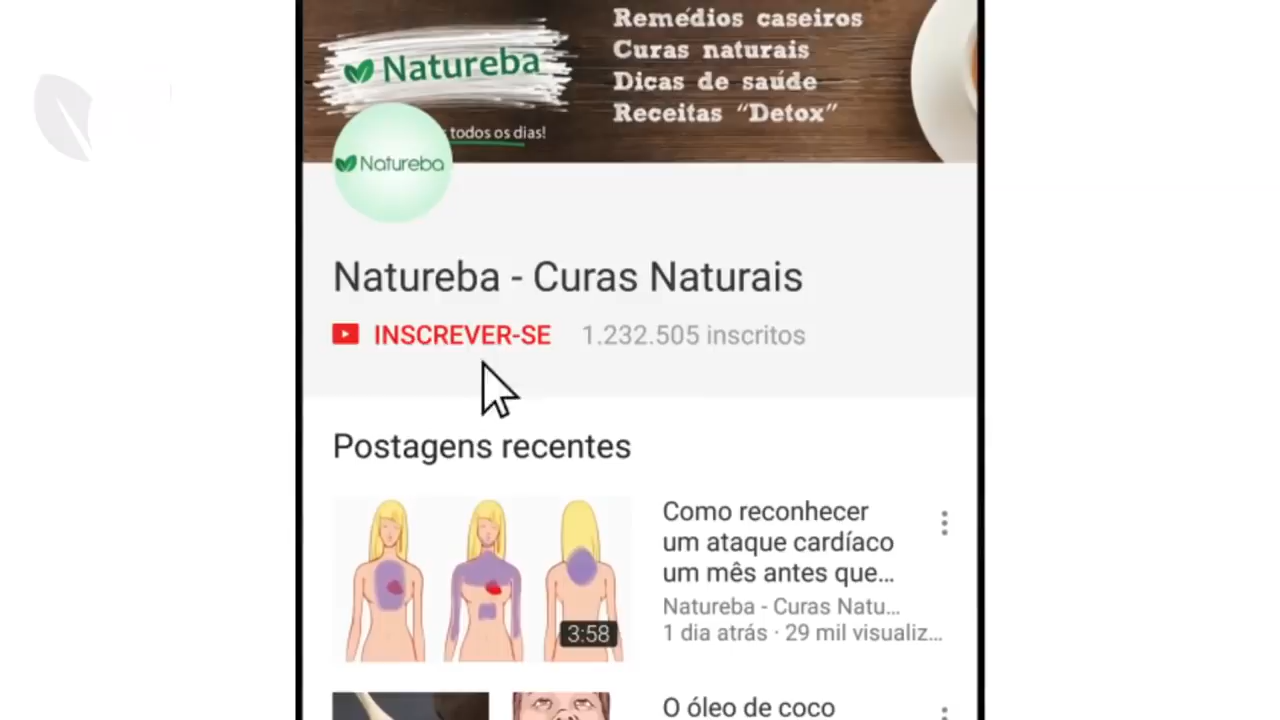 Remédios caseiros
Curas naturais
Dicas de saúde
Receitas “Detox”
Natureba
todos os dias!
Natureba
Natureba - Curas Naturais
INSCREVER-SE 1.232.505 inscritos
Postagens recentes
Como reconhecer
um ataque cardíaco
um mês antes que...
Natureba - Curas Natu...
1 dia atrás · 29 mil visualiz...
3:58
O óleo de coco